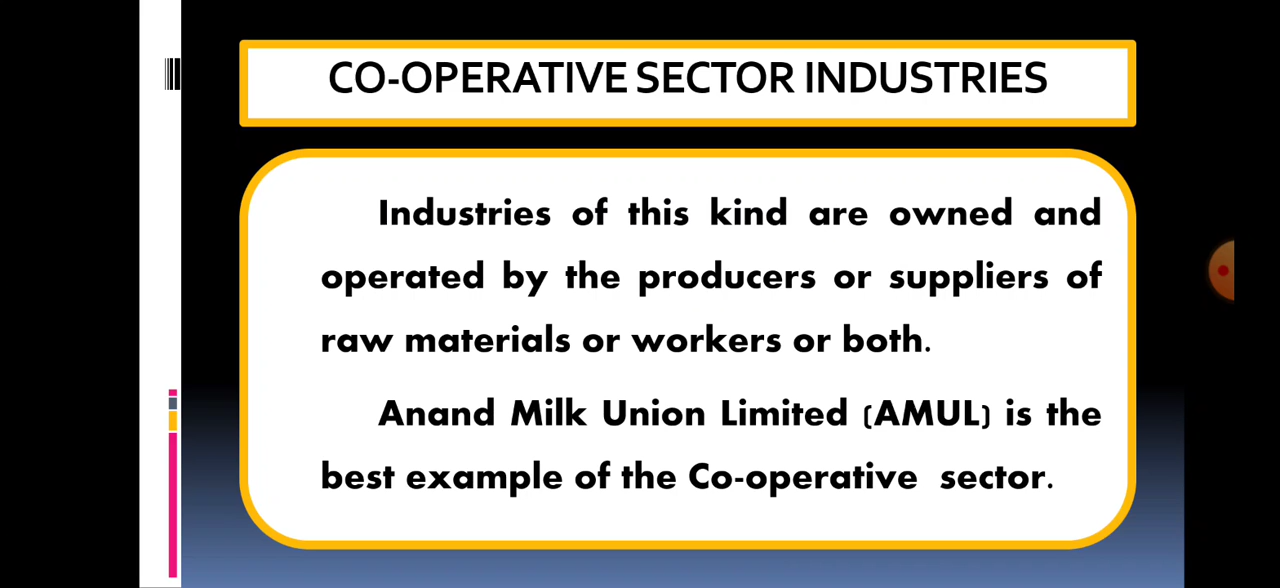 CO-OPERATIVE SECTOR INDUSTRIES
Industries of this kind are owned and
operated by the producers or suppliers of
raw materials or workers or both.
Anand Milk Union Limited (AMUL) is the
best example of the Co-operative sector.